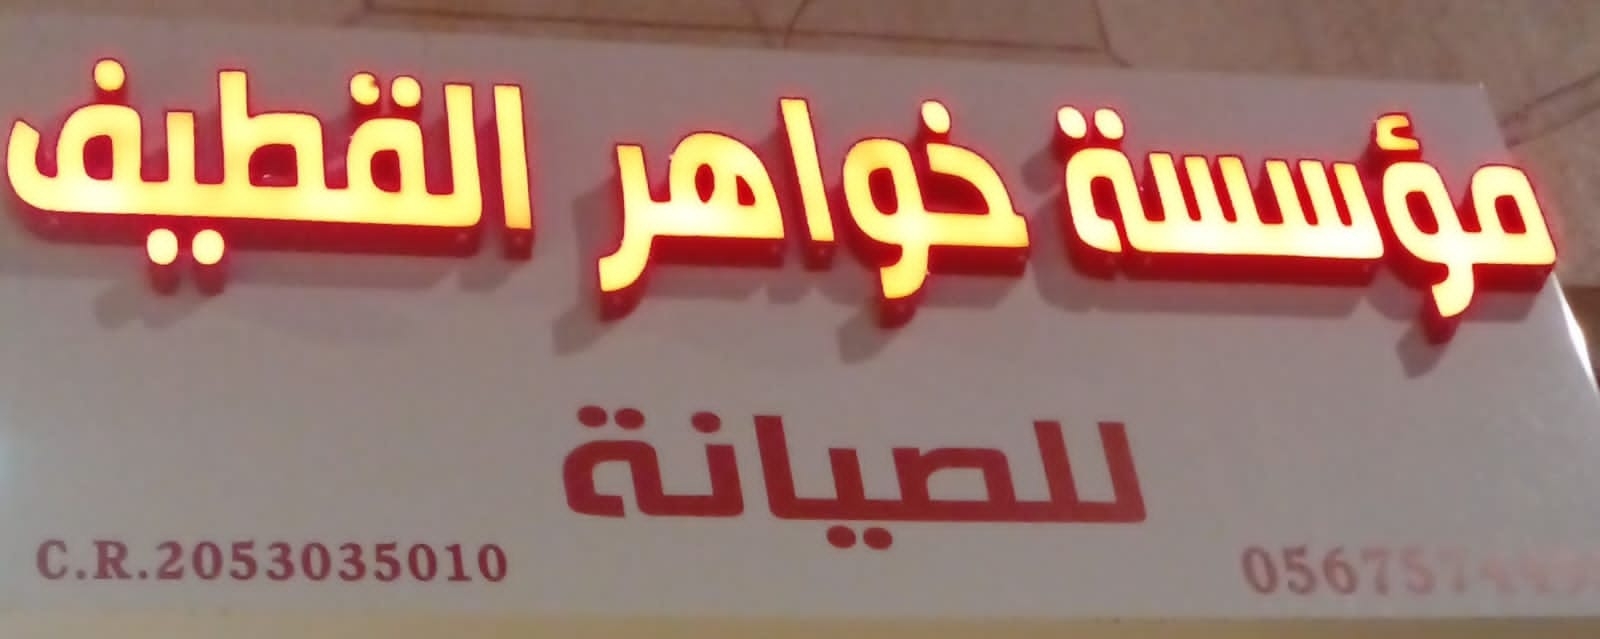 مؤسسة خواهر القطيف
للصيانة
C.R.2053035010